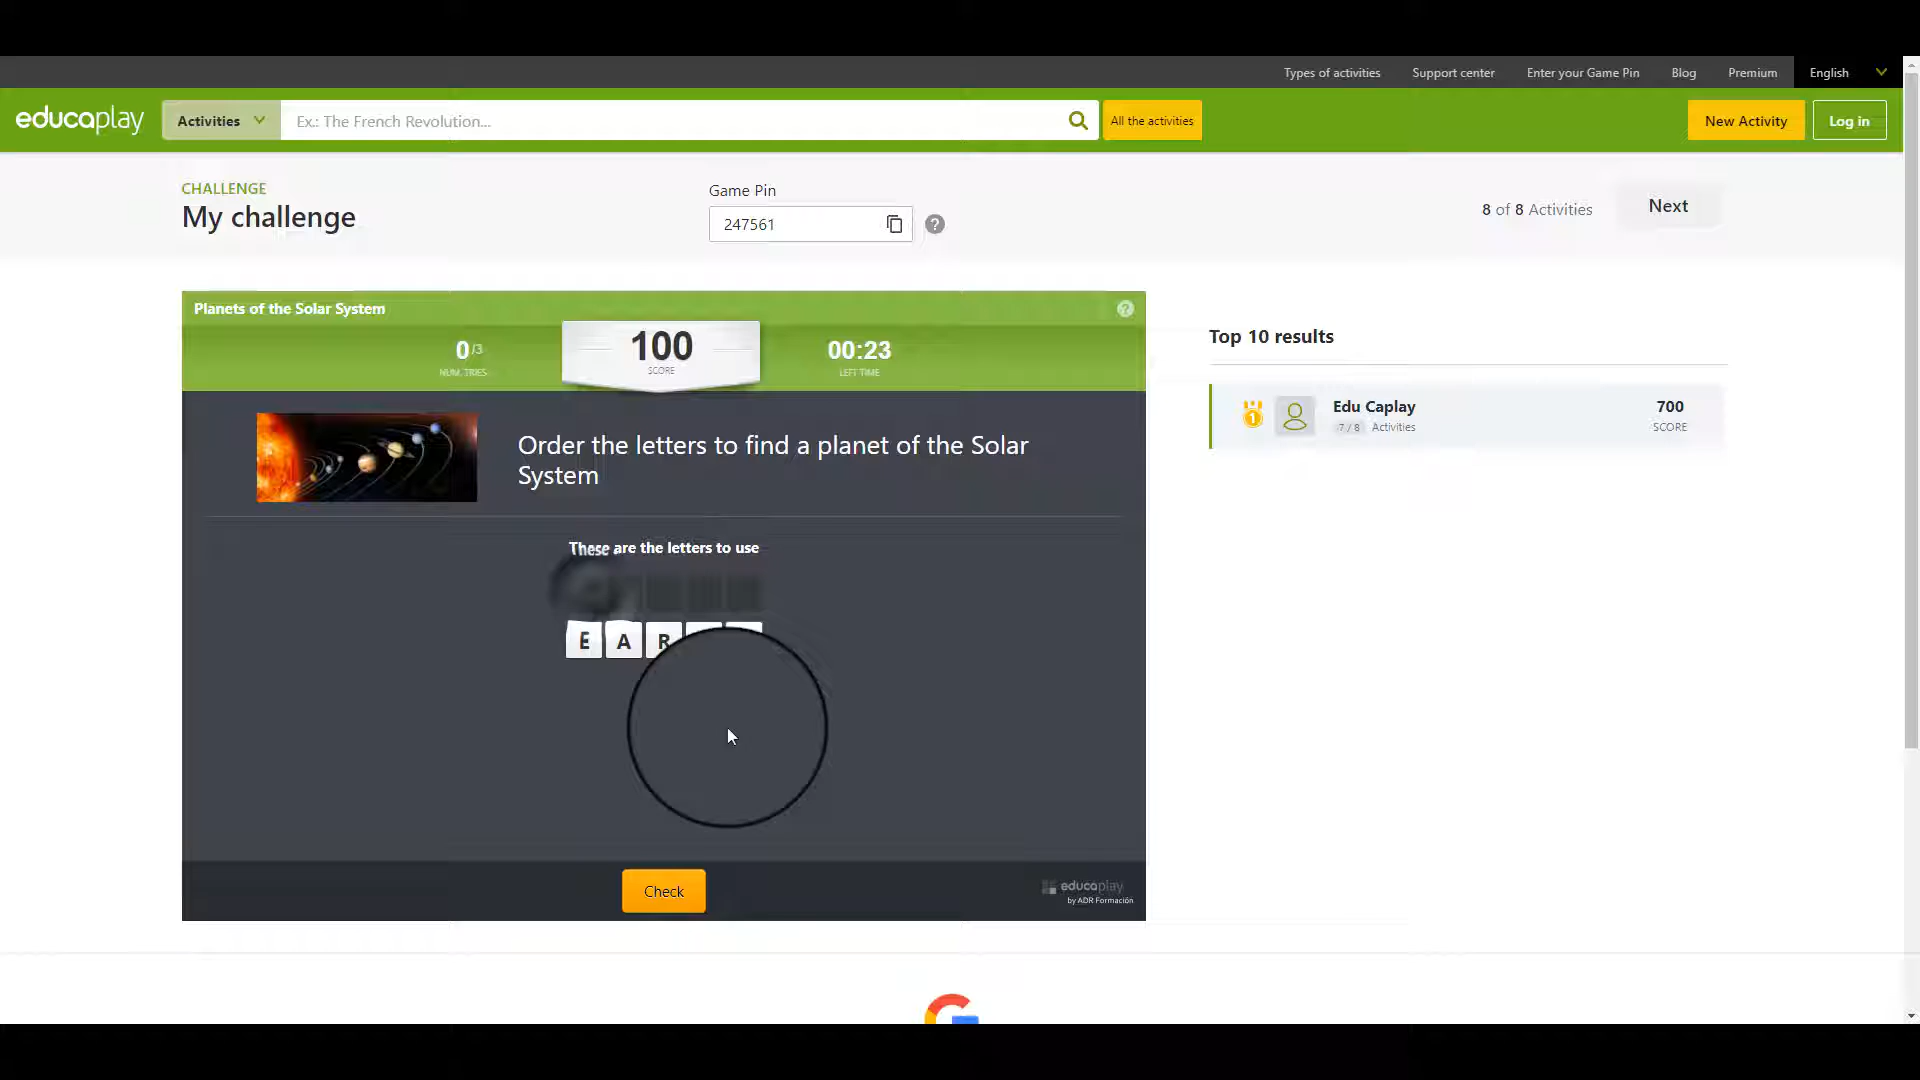 Types of activities Support center Enter your Game Pin Blog Premium English
educaplay Activities Ex.: The French Revolution... All the activities New Activity Log in
CHALLENGE
My challenge
Game Pin
247561
?
8 of 8 Activities
Next
Planets of the Solar System
?
0/3
NUM. TRIES
100
SCORE
00:23
LEFT TIME
Order the letters to find a planet of the Solar
System
These are the letters to use
E A R
Check
educaplay
by ADR Formación
Top 10 results
1
Edu Caplay
7 / 8 Activities
700
SCORE